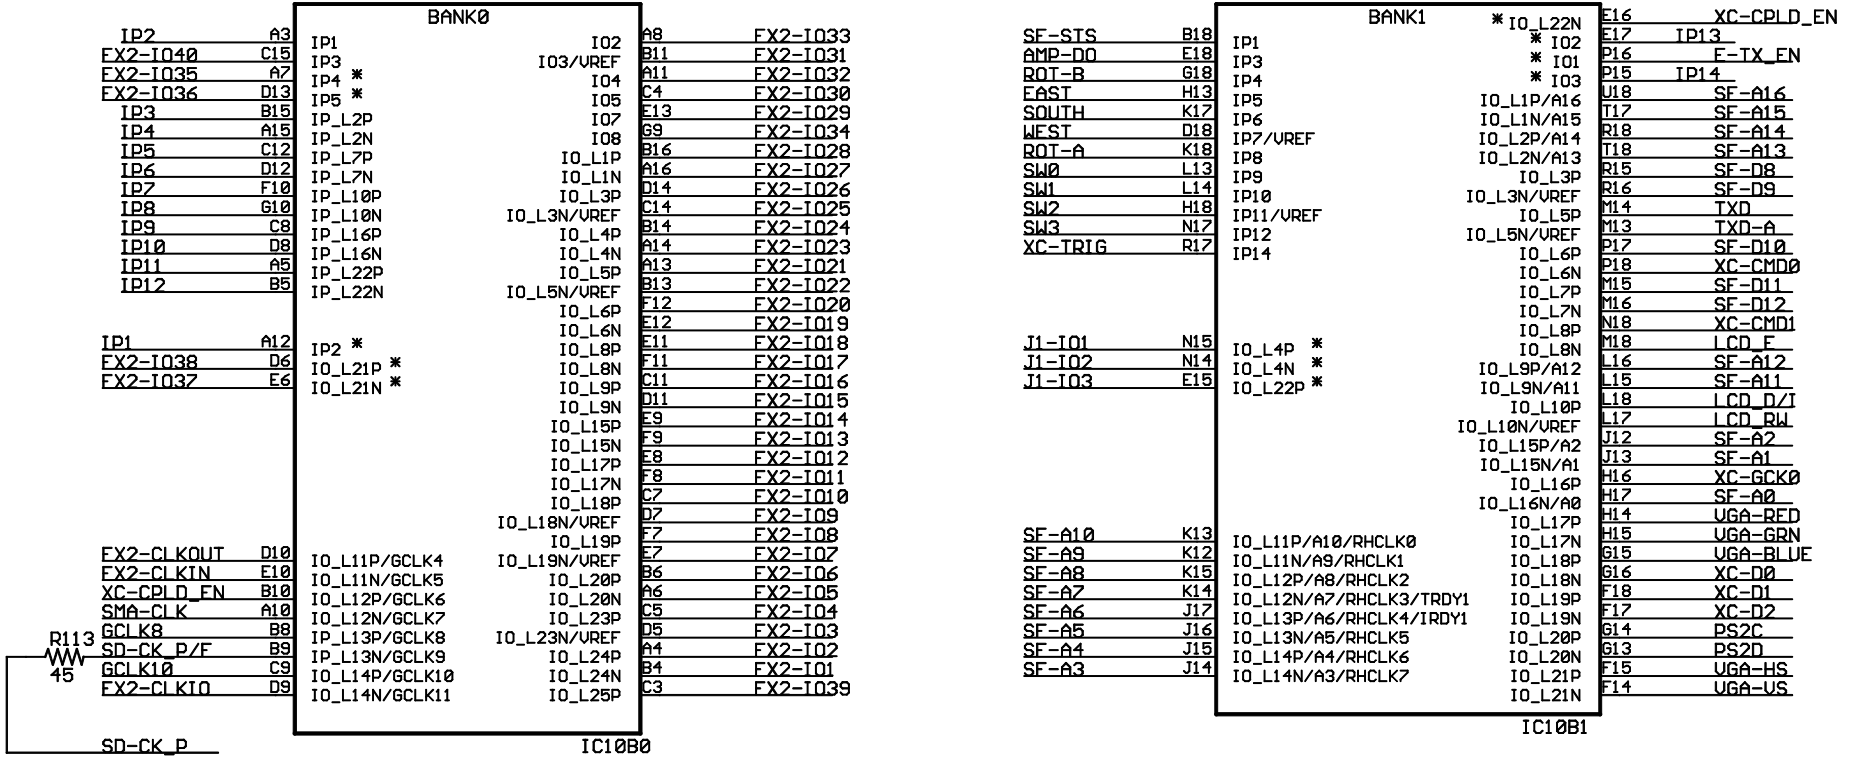 BANK0
IP2 A3 IP1
FX2-IO40 C15 IP3
FX2-IO35 A7 IP4 *
FX2-IO36 D13 IP5 *
IP3 B15 IP_L2P
IP4 A15 IP_L2N
IP5 C12 IP_L7P
IP6 D12 IP_L7N
IP7 F10 IP_L10P
IP8 G10 IP_L10N
IP9 C8 IP_L16P
IP10 D8 IP_L16N
IP11 A5 IP_L22P
IP12 B5 IP_L22N
IP1 A12 IP2 *
FX2-IO38 D6 IO_L21P *
FX2-IO37 E6 IO_L21N *
FX2-CLKOUT D10 IO_L11P/GCLK4
FX2-CLKIN E10 IO_L11N/GCLK5
XC-CPLD_EN B10 IO_L12P/GCLK6
SMA-CLK A10 IO_L12N/GCLK7
GCLK8 B8 IP_L13P/GCLK8
R113
45
SD-CK_P/F B9 IP_L13N/GCLK9
GCLK10 C9 IO_L14P/GCLK10
FX2-CLKIO D9 IO_L14N/GCLK11
SD-CK_P
IO2 A8 FX2-IO33
IO3/VREF B11 FX2-IO31
IO4 A11 FX2-IO32
IO5 C4 FX2-IO30
IO7 E13 FX2-IO29
IO8 G9 FX2-IO34
IO_L1P B16 FX2-IO28
IO_L1N A16 FX2-IO27
IO_L3P D14 FX2-IO26
IO_L3N/VREF C14 FX2-IO25
IO_L4P B14 FX2-IO24
IO_L4N A14 FX2-IO23
IO_L5P A13 FX2-IO21
IO_L5N/VREF B13 FX2-IO22
IO_L6P F12 FX2-IO20
IO_L6N E12 FX2-IO19
IO_L8P E11 FX2-IO18
IO_L8N F11 FX2-IO17
IO_L9P C11 FX2-IO16
IO_L9N D11 FX2-IO15
IO_L15P E9 FX2-IO14
IO_L15N F9 FX2-IO13
IO_L17P E8 FX2-IO12
IO_L17N F8 FX2-IO11
IO_L18P C7 FX2-IO10
IO_L18N/VREF D7 FX2-IO9
IO_L19P F7 FX2-IO8
IO_L19N/VREF E7 FX2-IO7
IO_L20P B6 FX2-IO6
IO_L20N A6 FX2-IO5
IO_L23P C5 FX2-IO4
IO_L23N/VREF D5 FX2-IO3
IO_L24P A4 FX2-IO2
IO_L24N B4 FX2-IO1
IO_L25P C3 FX2-IO39
IC10B0
BANK1
SF-STS B18 IP1
AMP-DO E18 IP3
ROT-B G18 IP4
EAST H13 IP5
SOUTH K17 IP6
WEST D18 IP7/VREF
ROT-A K18 IP8
SW0 L13 IP9
SW1 L14 IP10
SW2 H18 IP11/VREF
SW3 N17 IP12
XC-TRIG R17 IP14
J1-IO1 N15 IO_L4P *
J1-IO2 N14 IO_L4N *
J1-IO3 E15 IO_L22P *
SF-A10 K13 IO_L11P/A10/RHCLK0
SF-A9 K12 IO_L11N/A9/RHCLK1
SF-A8 K15 IO_L12P/A8/RHCLK2
SF-A7 K14 IO_L12N/A7/RHCLK3/TRDY1
SF-A6 J17 IO_L13P/A6/RHCLK4/IRDY1
SF-A5 J16 IO_L13N/A5/RHCLK5
SF-A4 J15 IO_L14P/A4/RHCLK6
SF-A3 J14 IO_L14N/A3/RHCLK7
* IO_L22N E16 XC-CPLD_EN
* IO2 E17 IP13
* IO1 P16 E-TX_EN
* IO3 P15 IP14
IO_L1P/A16 U18 SF-A16
IO_L1N/A15 T17 SF-A15
IO_L2P/A14 R18 SF-A14
IO_L2N/A13 T18 SF-A13
IO_L3P R15 SF-D8
IO_L3N/VREF R16 SF-D9
IO_L5P M14 TXD
IO_L5N/VREF M13 TXD-A
IO_L6P P17 SF-D10
IO_L6N P18 XC-CMD0
IO_L7P M15 SF-D11
IO_L7N M16 SF-D12
IO_L8P N18 XC-CMD1
IO_L8N M18 LCD_E
IO_L9P/A12 L16 SF-A12
IO_L9N/A11 L15 SF-A11
IO_L10P L18 LCD_D/I
IO_L10N/VREF L17 LCD_RW
IO_L15P/A2 J12 SF-A2
IO_L15N/A1 J13 SF-A1
IO_L16P H16 XC-GCK0
IO_L16N/A0 H17 SF-A0
IO_L17P H14 VGA-RED
IO_L17N H15 VGA-GRN
IO_L18P G15 VGA-BLUE
IO_L18N G16 XC-D0
IO_L19P F18 XC-D1
IO_L19N F17 XC-D2
IO_L20P G14 PS2C
IO_L20N G13 PS2D
IO_L21P F15 VGA-HS
IO_L21N F14 VGA-VS
IC10B1